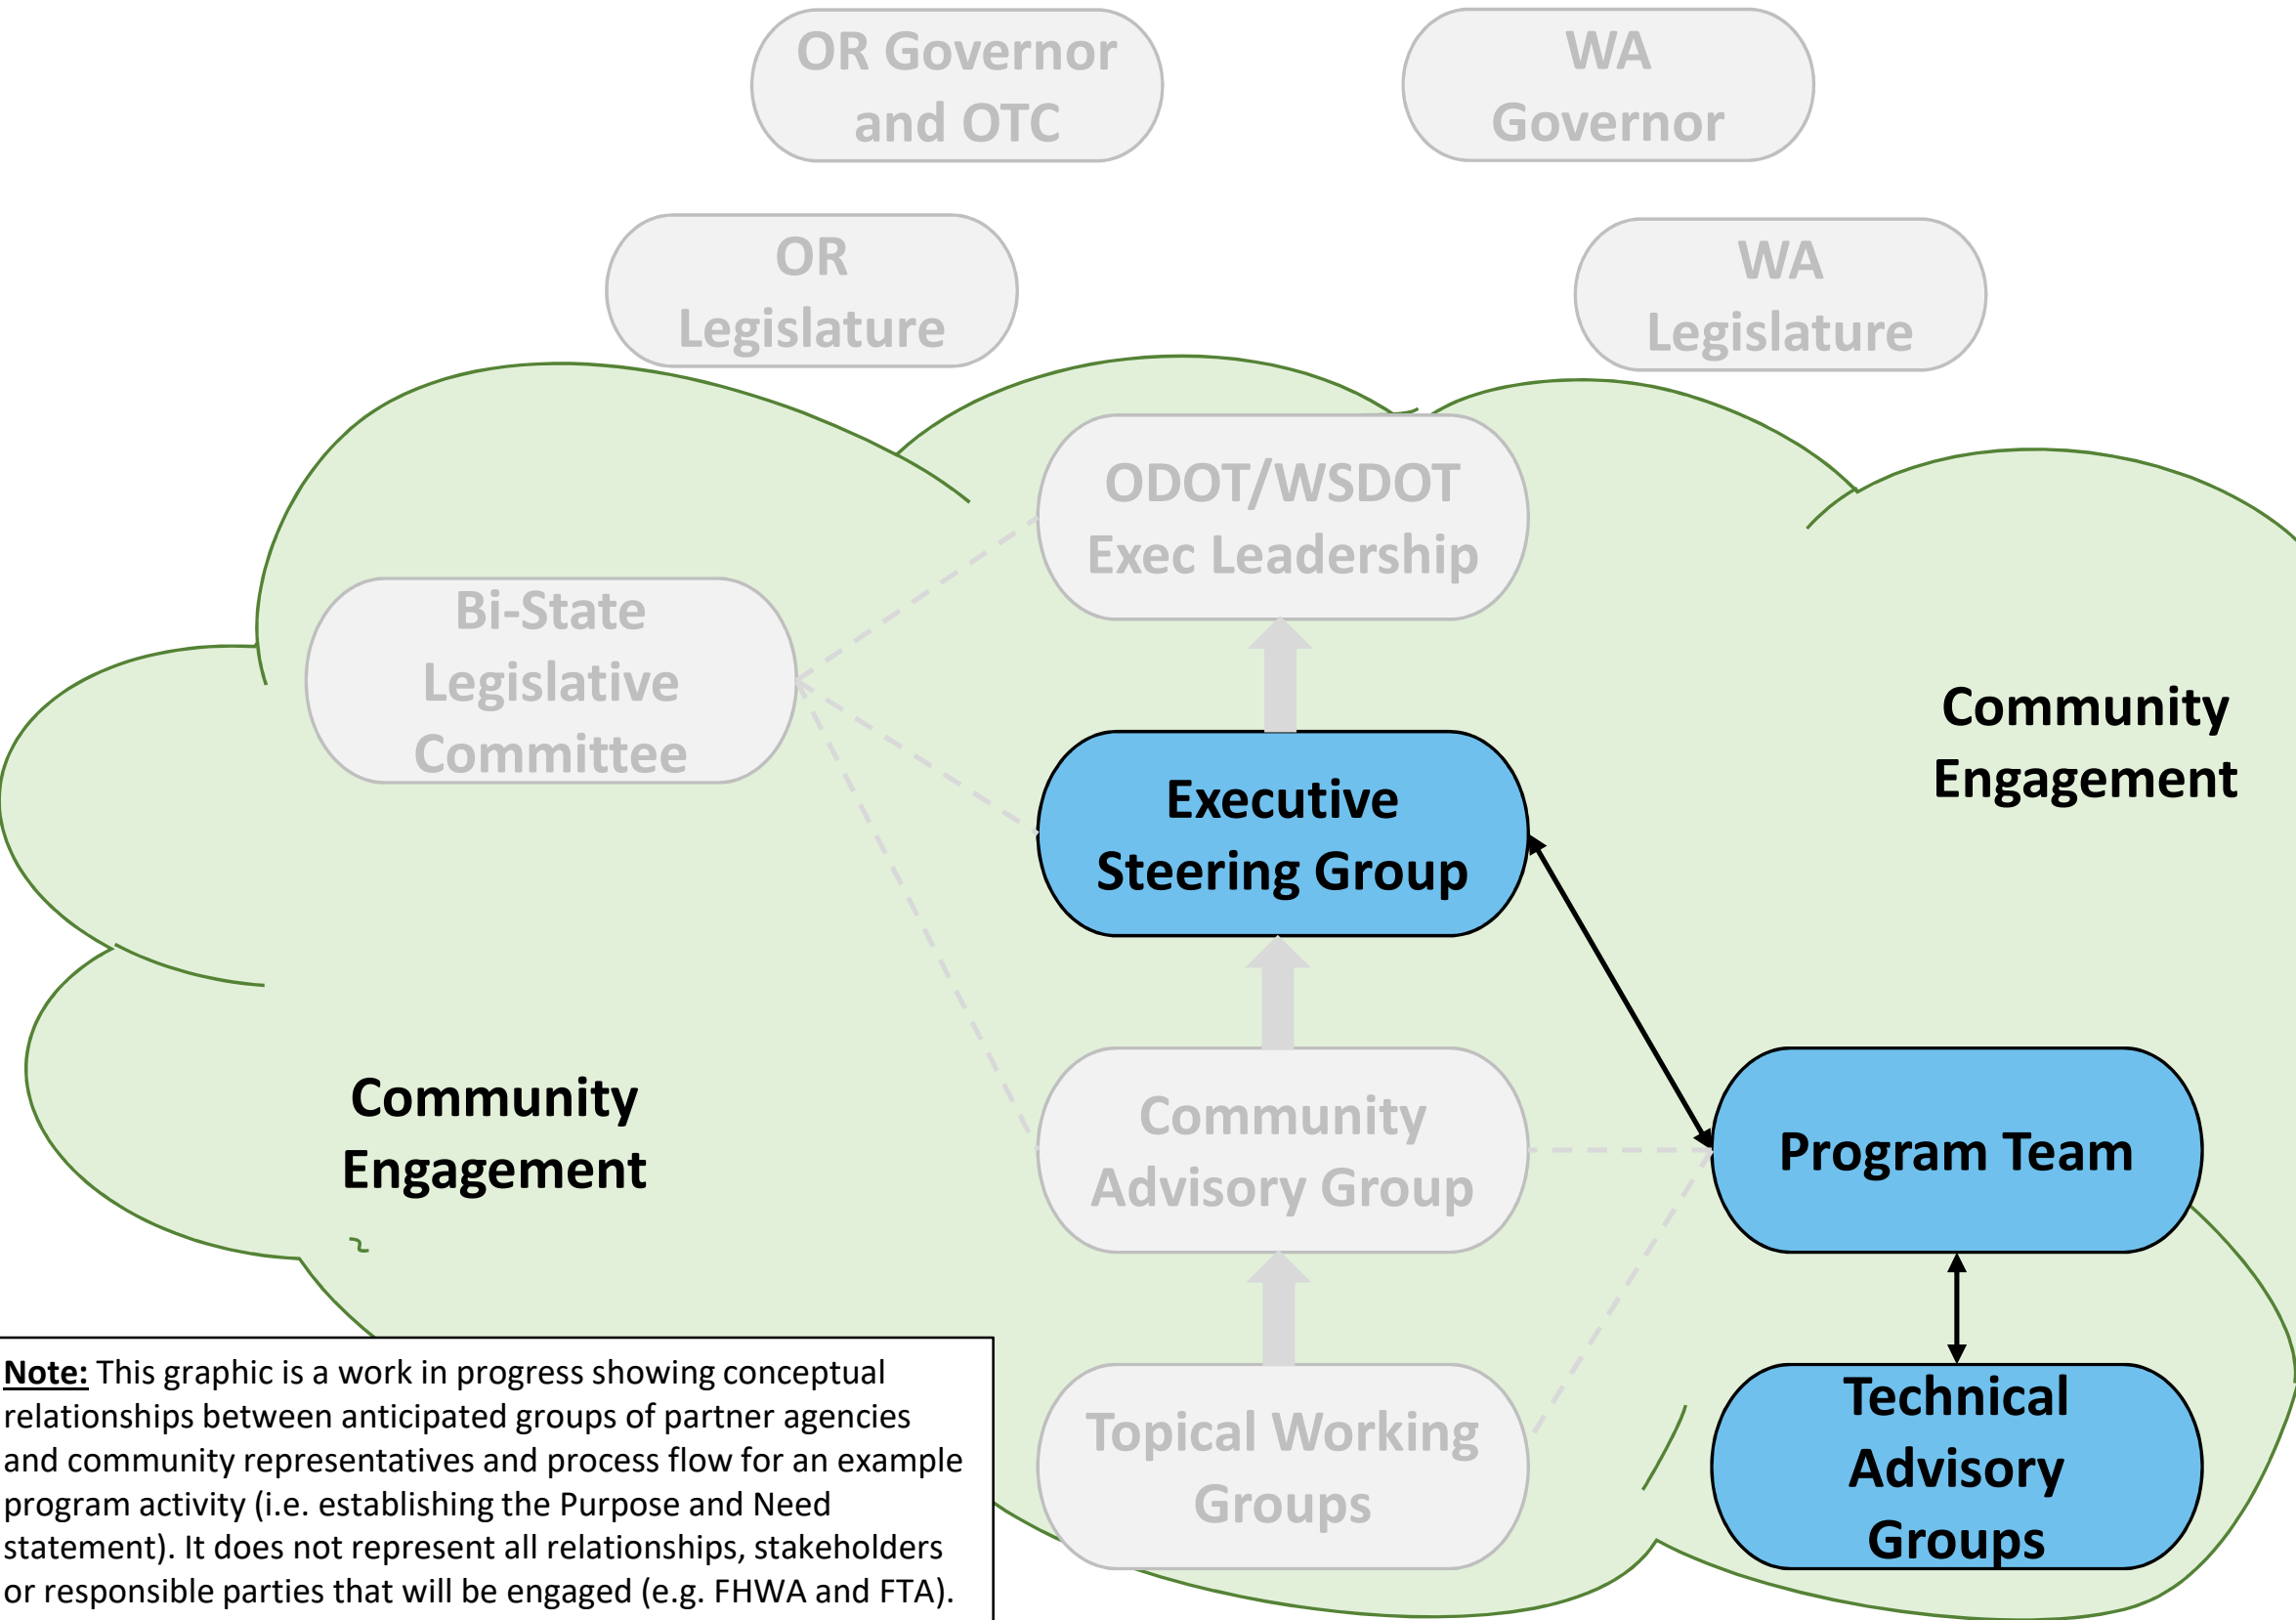 OR Governor
and OTC
WA
Governor
OR
Legislature
WA
Legislature
ODOT/WSDOT
Exec Leadership
Bi-State
Legislative
Committee
Community
Engagement
Executive
Steering Group
Community
Engagement
Community
Advisory Group
Program Team
Topical Working
Groups
Technical
Advisory
Groups
Note: This graphic is a work in progress showing conceptual
relationships between anticipated groups of partner agencies
and community representatives and process flow for an example
program activity (i.e. establishing the Purpose and Need
statement). It does not represent all relationships, stakeholders
or responsible parties that will be engaged (e.g. FHWA and FTA).